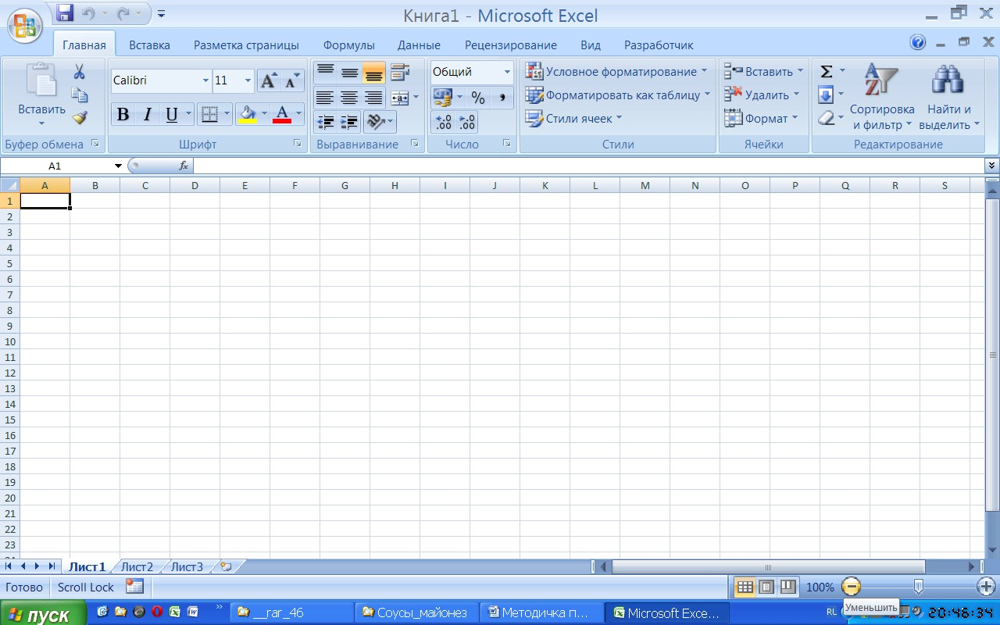 Книга1 - Microsoft Excel
Главная Вставка Разметка страницы Формулы Данные Рецензирование Вид Разработчик
Вставить
Буфер обмена
Calibri 11
Ж К Ч
Шрифт
Выравнивание
Общий
% ,
Число
Условное форматирование
Форматировать как таблицу
Стили ячеек
Стили
Вставить
Удалить
Формат
Ячейки
Σ
Сортировка и фильтр
Найти и выделить
Редактирование
A1 fx
A B C D E F G H I J K L M N O P Q R S
1
2
3
4
5
6
7
8
9
10
11
12
13
14
15
16
17
18
19
20
21
22
23
Лист1 Лист2 Лист3
Готово Scroll Lock 100%
Уменьшить
пуск __rar_46 Соусы_майонез Методичка п... Microsoft Exce... RL 20:46:34